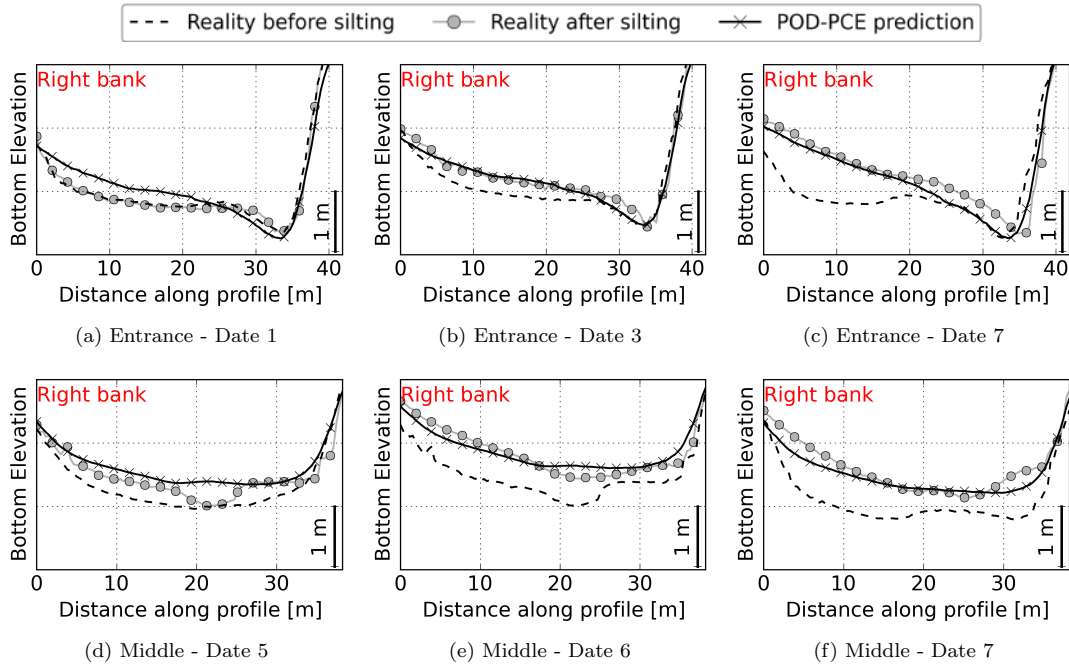 Reality before silting Reality after silting POD-PCE prediction
Right bank Right bank Right bank
Bottom Elevation Bottom Elevation Bottom Elevation
1 m 1 m 1 m
0 10 20 30 40 0 10 20 30 40 0 10 20 30 40
Distance along profile [m] Distance along profile [m] Distance along profile [m]
(a) Entrance - Date 1 (b) Entrance - Date 3 (c) Entrance - Date 7
Right bank Right bank Right bank
Bottom Elevation Bottom Elevation Bottom Elevation
1 m 1 m 1 m
0 10 20 30 0 10 20 30 0 10 20 30
Distance along profile [m] Distance along profile [m] Distance along profile [m]
(d) Middle - Date 5 (e) Middle - Date 6 (f) Middle - Date 7